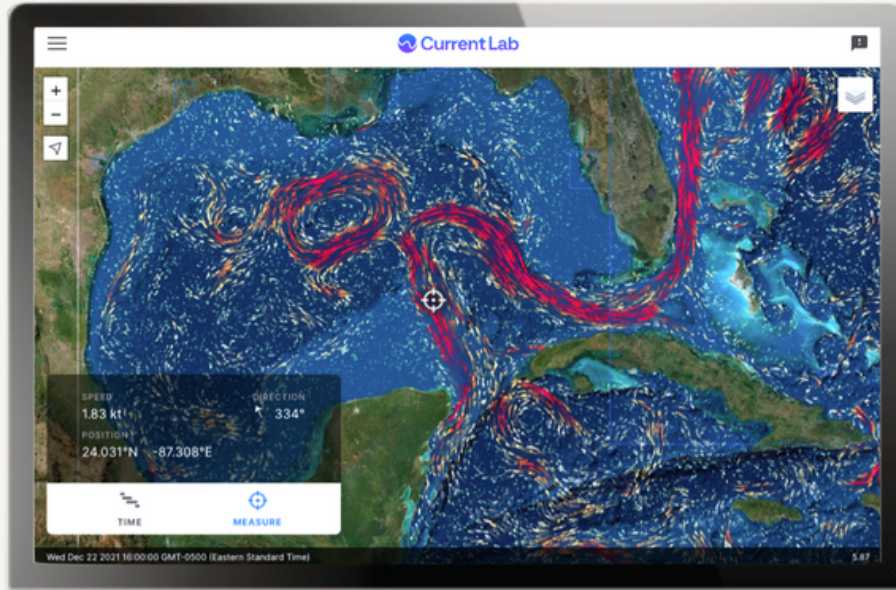 Current Lab
+
−
SPEED
DIRECTION
1.83 kt
334°
POSITION
24.031°N -87.308°E
TIME
MEASURE
Wed Dec 22 2021 16:00:00 GMT-0500 (Eastern Standard Time)
5.87